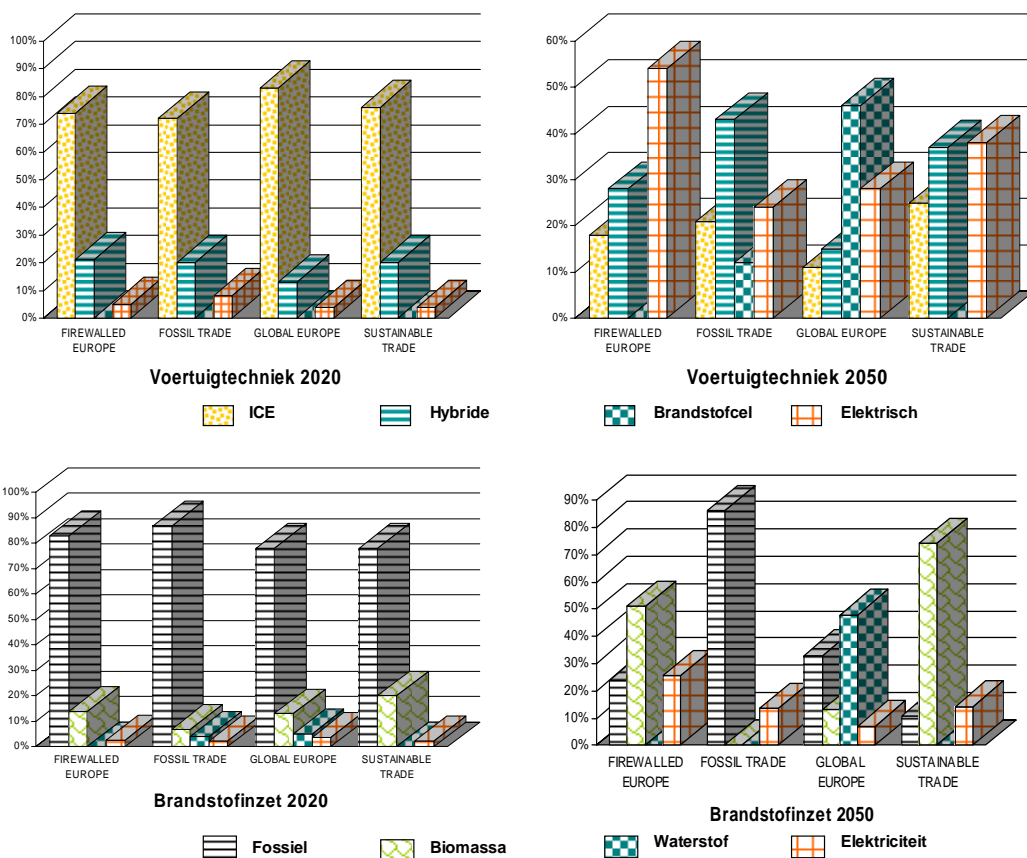 100%
90%
80%
70%
60%
50%
40%
30%
20%
10%
0%
FIREWALLED EUROPE
FOSSIL TRADE
GLOBAL EUROPE
SUSTAINABLE TRADE
Voertuigtechniek 2020
60%
50%
40%
30%
20%
10%
0%
FIREWALLED EUROPE
FOSSIL TRADE
GLOBAL EUROPE
SUSTAINABLE TRADE
Voertuigtechniek 2050
ICE
Hybride
Brandstofcel
Elektrisch
100%
90%
80%
70%
60%
50%
40%
30%
20%
10%
0%
FIREWALLED EUROPE
FOSSIL TRADE
GLOBAL EUROPE
SUSTAINABLE TRADE
Brandstofinzet 2020
90%
80%
70%
60%
50%
40%
30%
20%
10%
0%
FIREWALLED EUROPE
FOSSIL TRADE
GLOBAL EUROPE
SUSTAINABLE TRADE
Brandstofinzet 2050
Fossiel
Biomassa
Waterstof
Elektriciteit